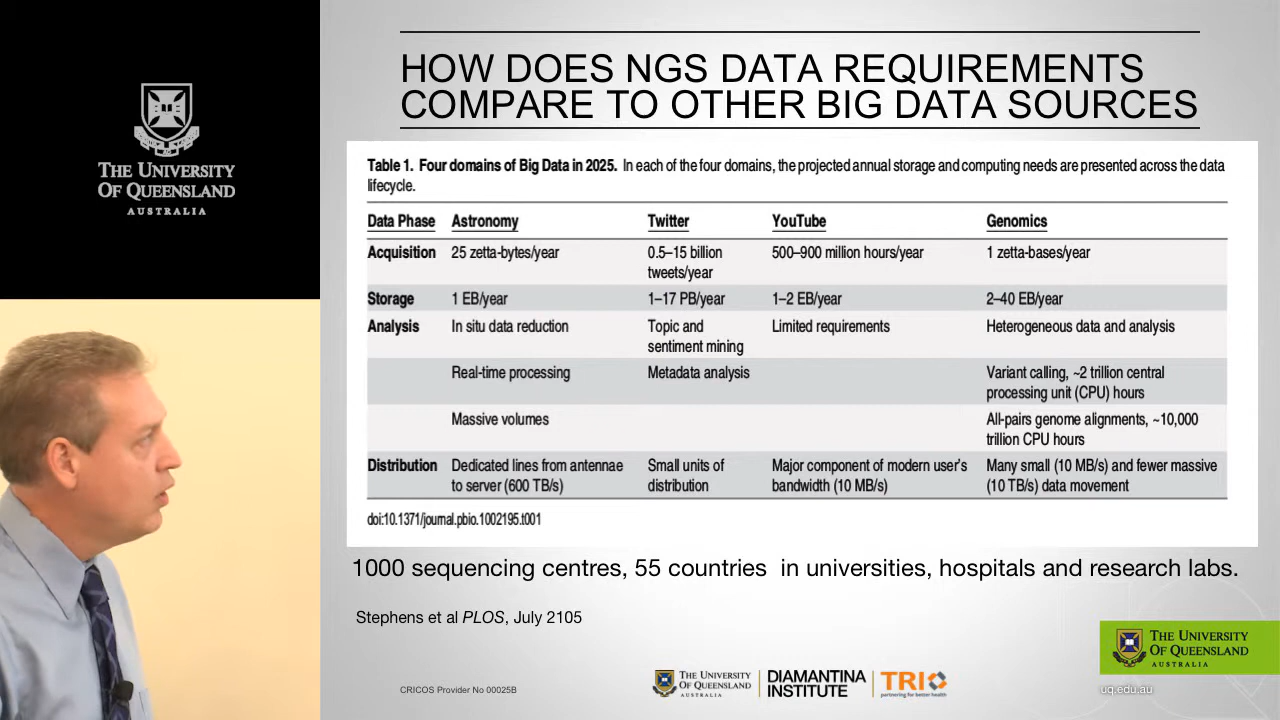 THE UNIVERSITY
OF QUEENSLAND
AUSTRALIA
HOW DOES NGS DATA REQUIREMENTS
COMPARE TO OTHER BIG DATA SOURCES
Table 1. Four domains of Big Data in 2025. In each of the four domains, the projected annual storage and computing needs are presented across the data
lifecycle.
Data Phase Astronomy Twitter YouTube Genomics
Acquisition 25 zetta-bytes/year 0.5–15 billion 500–900 million hours/year 1 zetta-bases/year
tweets/year
Storage 1 EB/year 1–17 PB/year 1–2 EB/year 2–40 EB/year
Analysis In situ data reduction Topic and Limited requirements Heterogeneous data and analysis
sentiment mining
Real-time processing Metadata analysis Variant calling, ~2 trillion central
processing unit (CPU) hours
Massive volumes All-pairs genome alignments, ~10,000
trillion CPU hours
Distribution Dedicated lines from antennae Small units of Major component of modern user's Many small (10 MB/s) and fewer massive
to server (600 TB/s) distribution bandwidth (10 MB/s) (10 TB/s) data movement
doi:10.1371/journal.pbio.1002195.t001
1000 sequencing centres, 55 countries in universities, hospitals and research labs.
Stephens et al PLOS, July 2105
THE UNIVERSITY
OF QUEENSLAND
AUSTRALIA
CRICOS Provider No 00025B
THE UNIVERSITY
OF QUEENSLAND
AUSTRALIA
DIAMANTINA
INSTITUTE
TRI
partnering for better health
uq.edu.au